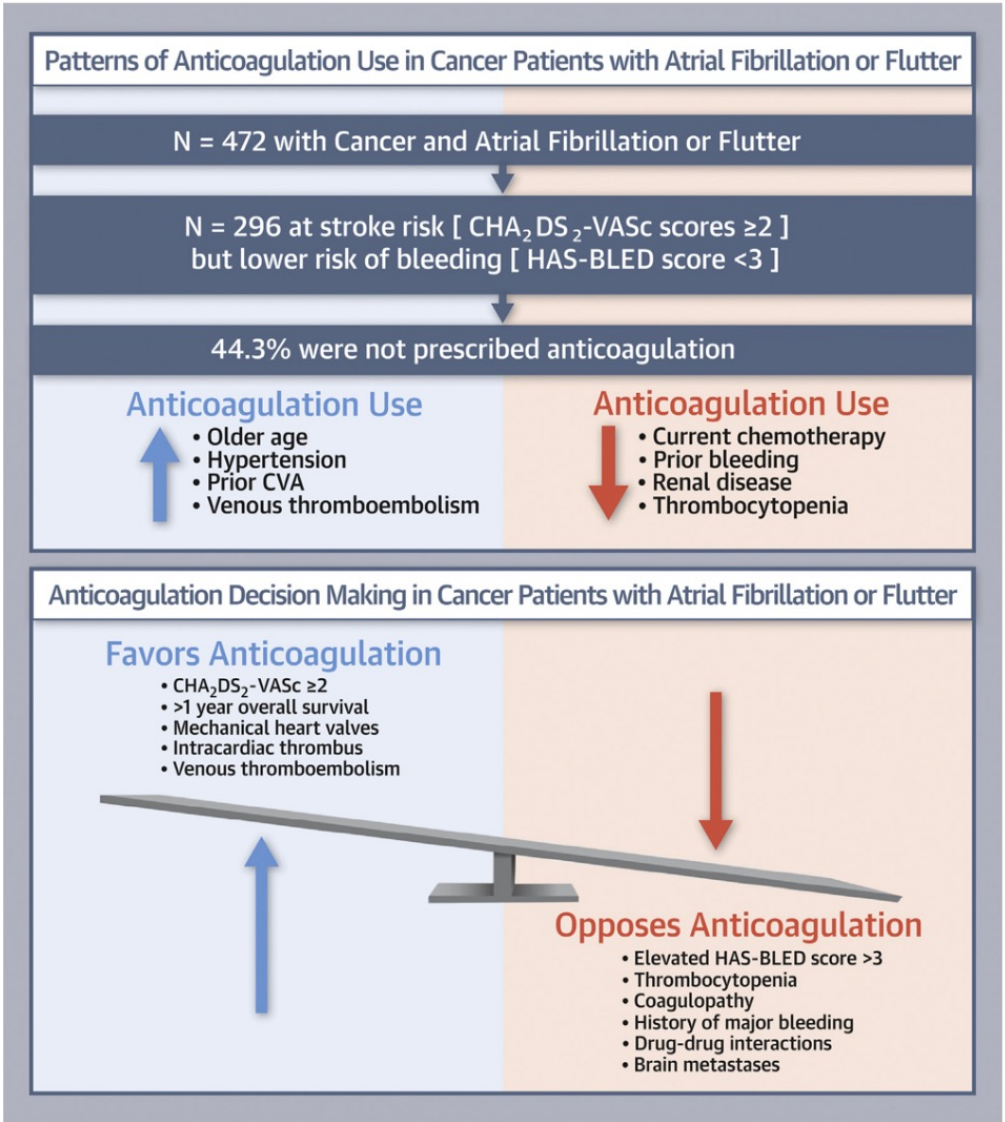 Patterns of Anticoagulation Use in Cancer Patients with Atrial Fibrillation or Flutter
N = 472 with Cancer and Atrial Fibrillation or Flutter
N = 296 at stroke risk [ CHA₂DS₂-VASc scores ≥2 ]
but lower risk of bleeding [ HAS-BLED score <3 ]
44.3% were not prescribed anticoagulation
Anticoagulation Use
• Older age
• Hypertension
• Prior CVA
• Venous thromboembolism
Anticoagulation Use
• Current chemotherapy
• Prior bleeding
• Renal disease
• Thrombocytopenia
Anticoagulation Decision Making in Cancer Patients with Atrial Fibrillation or Flutter
Favors Anticoagulation
• CHA₂DS₂-VASc ≥2
• >1 year overall survival
• Mechanical heart valves
• Intracardiac thrombus
• Venous thromboembolism
Opposes Anticoagulation
• Elevated HAS-BLED score >3
• Thrombocytopenia
• Coagulopathy
• History of major bleeding
• Drug-drug interactions
• Brain metastases